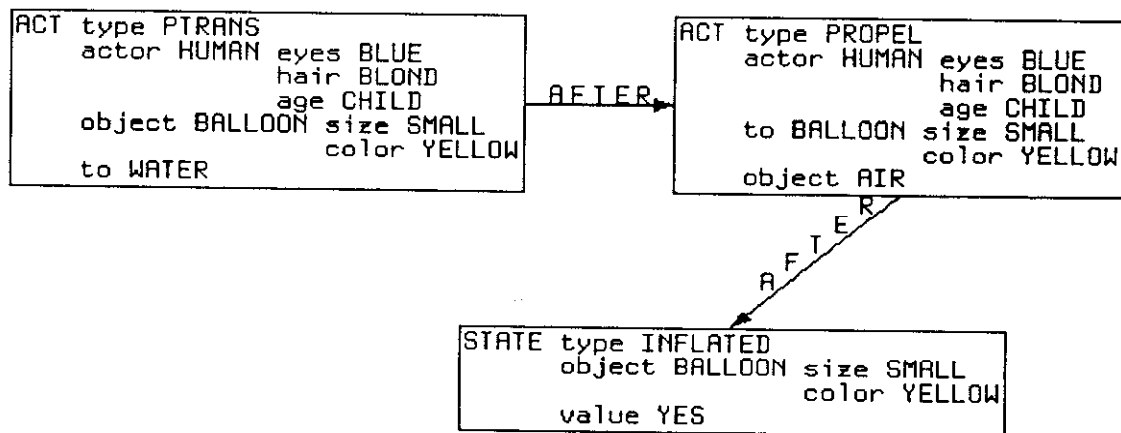 ACT type PTRANS
actor HUMAN eyes BLUE
hair BLOND
age CHILD
object BALLOON size SMALL
color YELLOW
to WATER
AFTER
ACT type PROPEL
actor HUMAN eyes BLUE
hair BLOND
age CHILD
to BALLOON size SMALL
color YELLOW
object AIR
AFTER
STATE type INFLATED
object BALLOON size SMALL
color YELLOW
value YES